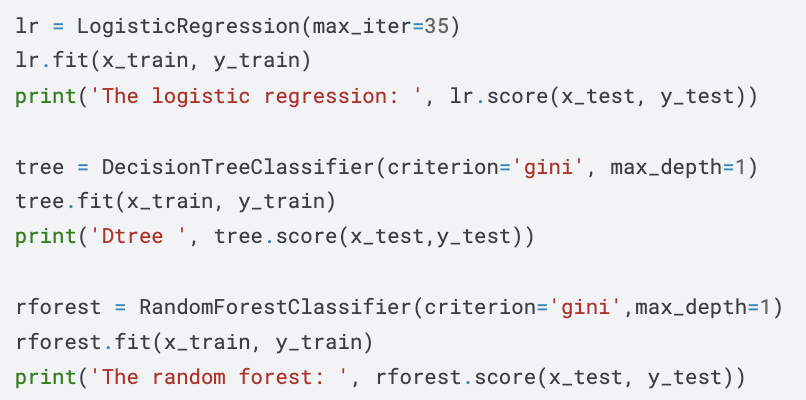 lr = LogisticRegression(max_iter=35)
lr.fit(x_train, y_train)
print('The logistic regression: ', lr.score(x_test, y_test))
tree = DecisionTreeClassifier(criterion='gini', max_depth=1)
tree.fit(x_train, y_train)
print('Dtree ', tree.score(x_test,y_test))
rforest = RandomForestClassifier(criterion='gini',max_depth=1)
rforest.fit(x_train, y_train)
print('The random forest: ', rforest.score(x_test, y_test))